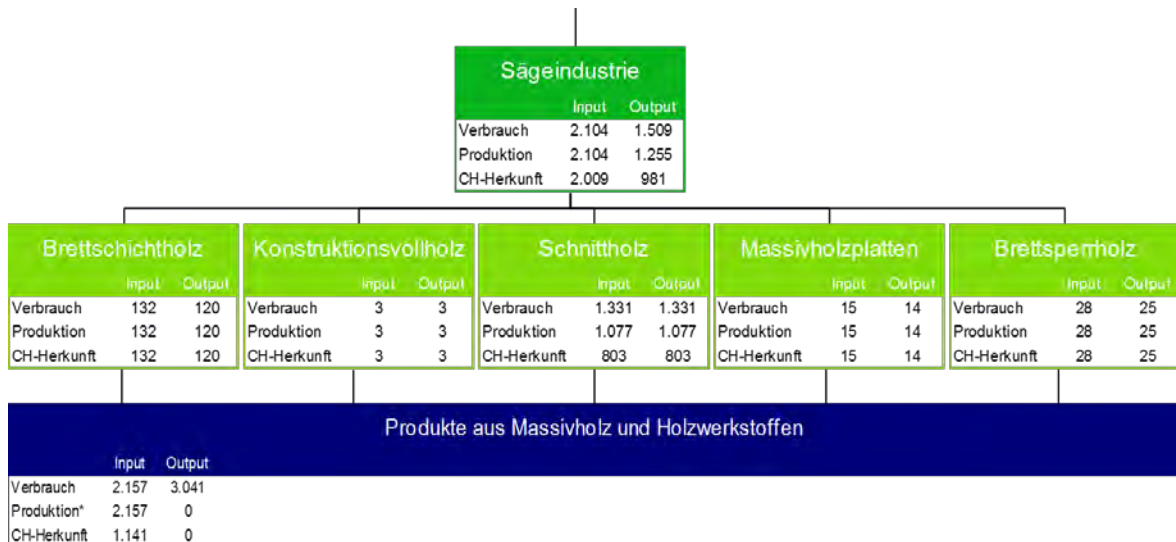 Sägeindustrie
Input Output
Verbrauch 2.104 1.509
Produktion 2.104 1.255
CH-Herkunft 2.009 981
Brettschichtholz
Input Output
Verbrauch 132 120
Produktion 132 120
CH-Herkunft 132 120
Konstruktionsvollholz
Input Output
Verbrauch 3 3
Produktion 3 3
CH-Herkunft 3 3
Schnittholz
Input Output
Verbrauch 1.331 1.331
Produktion 1.077 1.077
CH-Herkunft 803 803
Massivholzplatten
Input Output
Verbrauch 15 14
Produktion 15 14
CH-Herkunft 15 14
Brettsperrholz
Input Output
Verbrauch 28 25
Produktion 28 25
CH-Herkunft 28 25
Produkte aus Massivholz und Holzwerkstoffen
Input Output
Verbrauch 2.157 3.041
Produktion* 2.157 0
CH-Herkunft 1.141 0